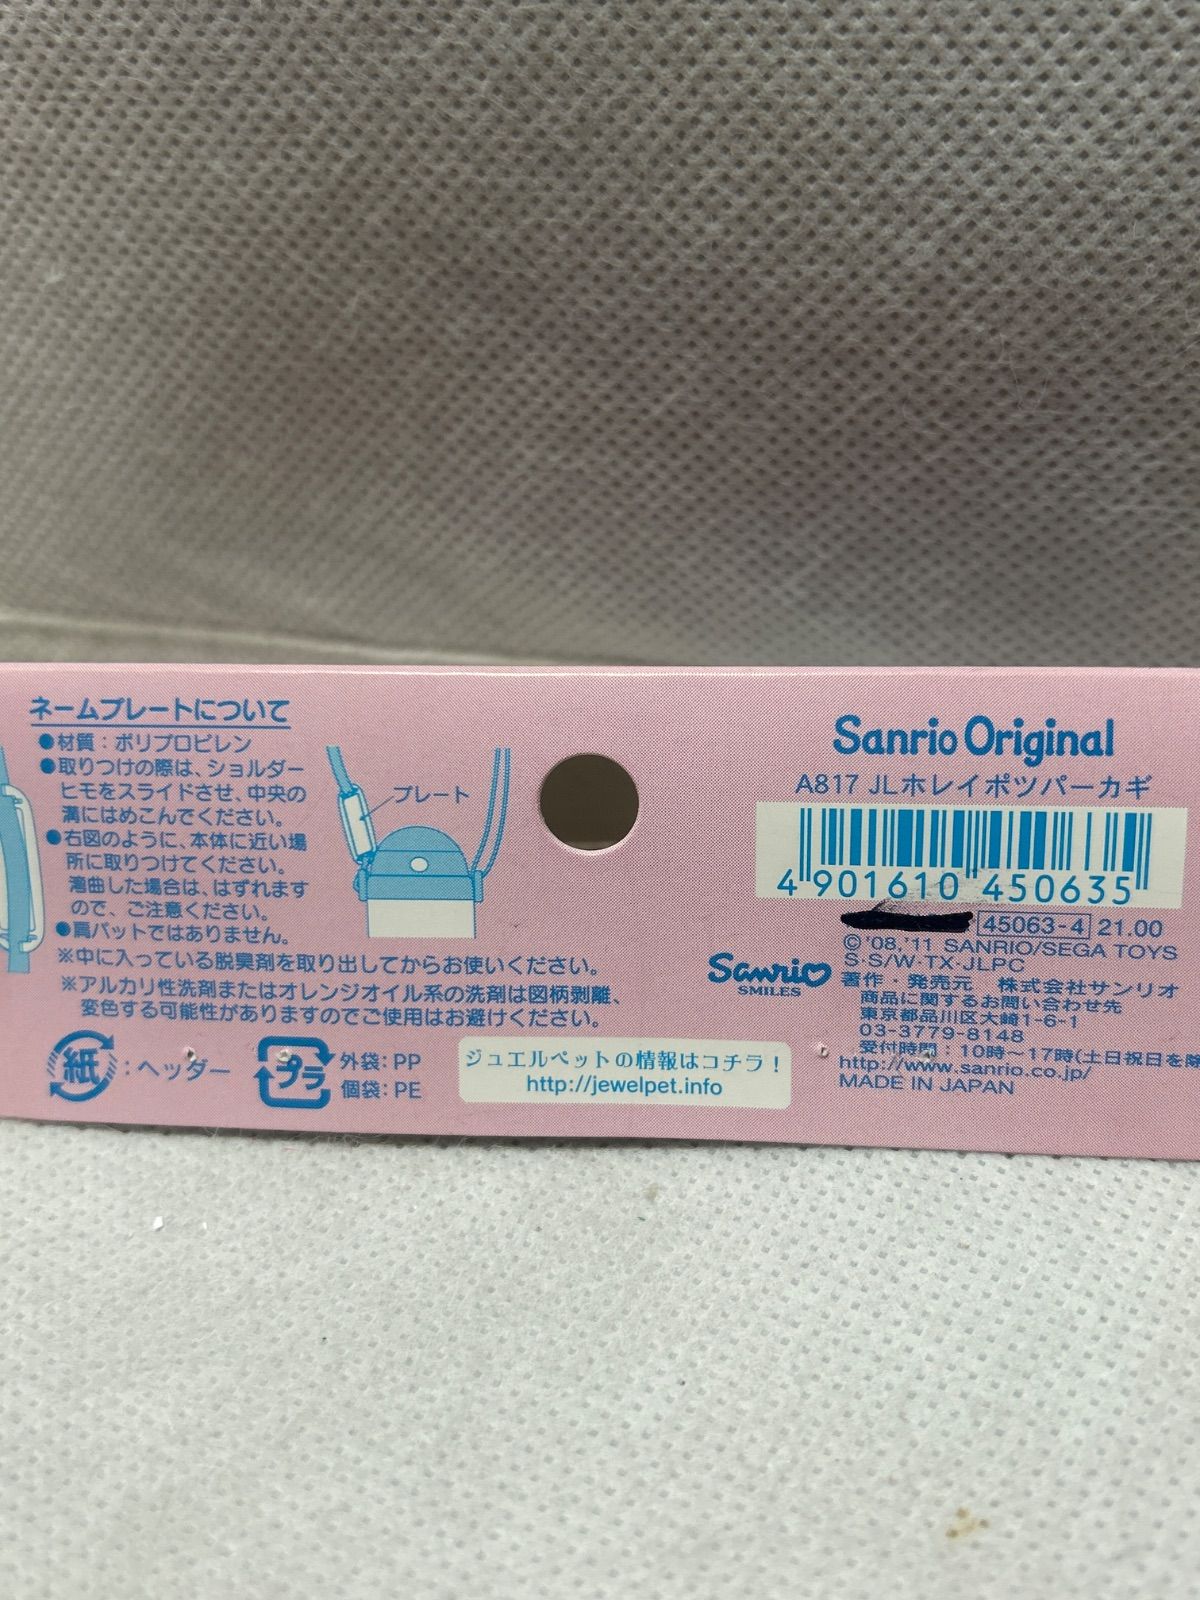 ネームプレートについて
●材質：ポリプロピレン
●取りつけの際は、ショルダー
ヒモをスライドさせ、中央の
溝にはめこんでください。
●右図のように、本体に近い場
所に取りつけてください。
湾曲した場合は、はずれます
ので、ご注意ください。
●肩パットではありません。
※中に入っている脱臭剤を取り出してからお使いください。
※アルカリ性洗剤またはオレンジオイル系の洗剤は図柄剥離、
変色する可能性がありますのでご使用はお避けください。
プレート
紙：ヘッダー
プラ
外袋：PP
個袋：PE
ジュエルペットの情報はコチラ！
http://jewelpet.info
Sanrio Original
A817 JLホレイポツパーカギ
4 901610 450635
45063-4 21.00
©'08,'11 SANRIO/SEGA TOYS
S・S/W・TX・JLPC
Sanrio
SMILES
著作・発売元 株式会社サンリオ
商品に関するお問い合わせ先
東京都品川区大崎1-6-1
03-3779-8148
受付時間：10時〜17時(土日祝日を除
http://www.sanrio.co.jp/
MADE IN JAPAN